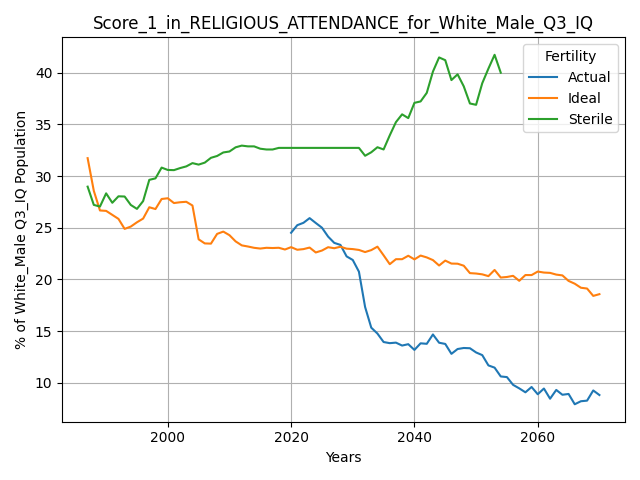 Score_1_in_RELIGIOUS_ATTENDANCE_for_White_Male_Q3_IQ
% of White_Male Q3_IQ Population
40
35
30
25
20
15
10
Fertility
Actual
Ideal
Sterile
2000 2020 2040 2060
Years